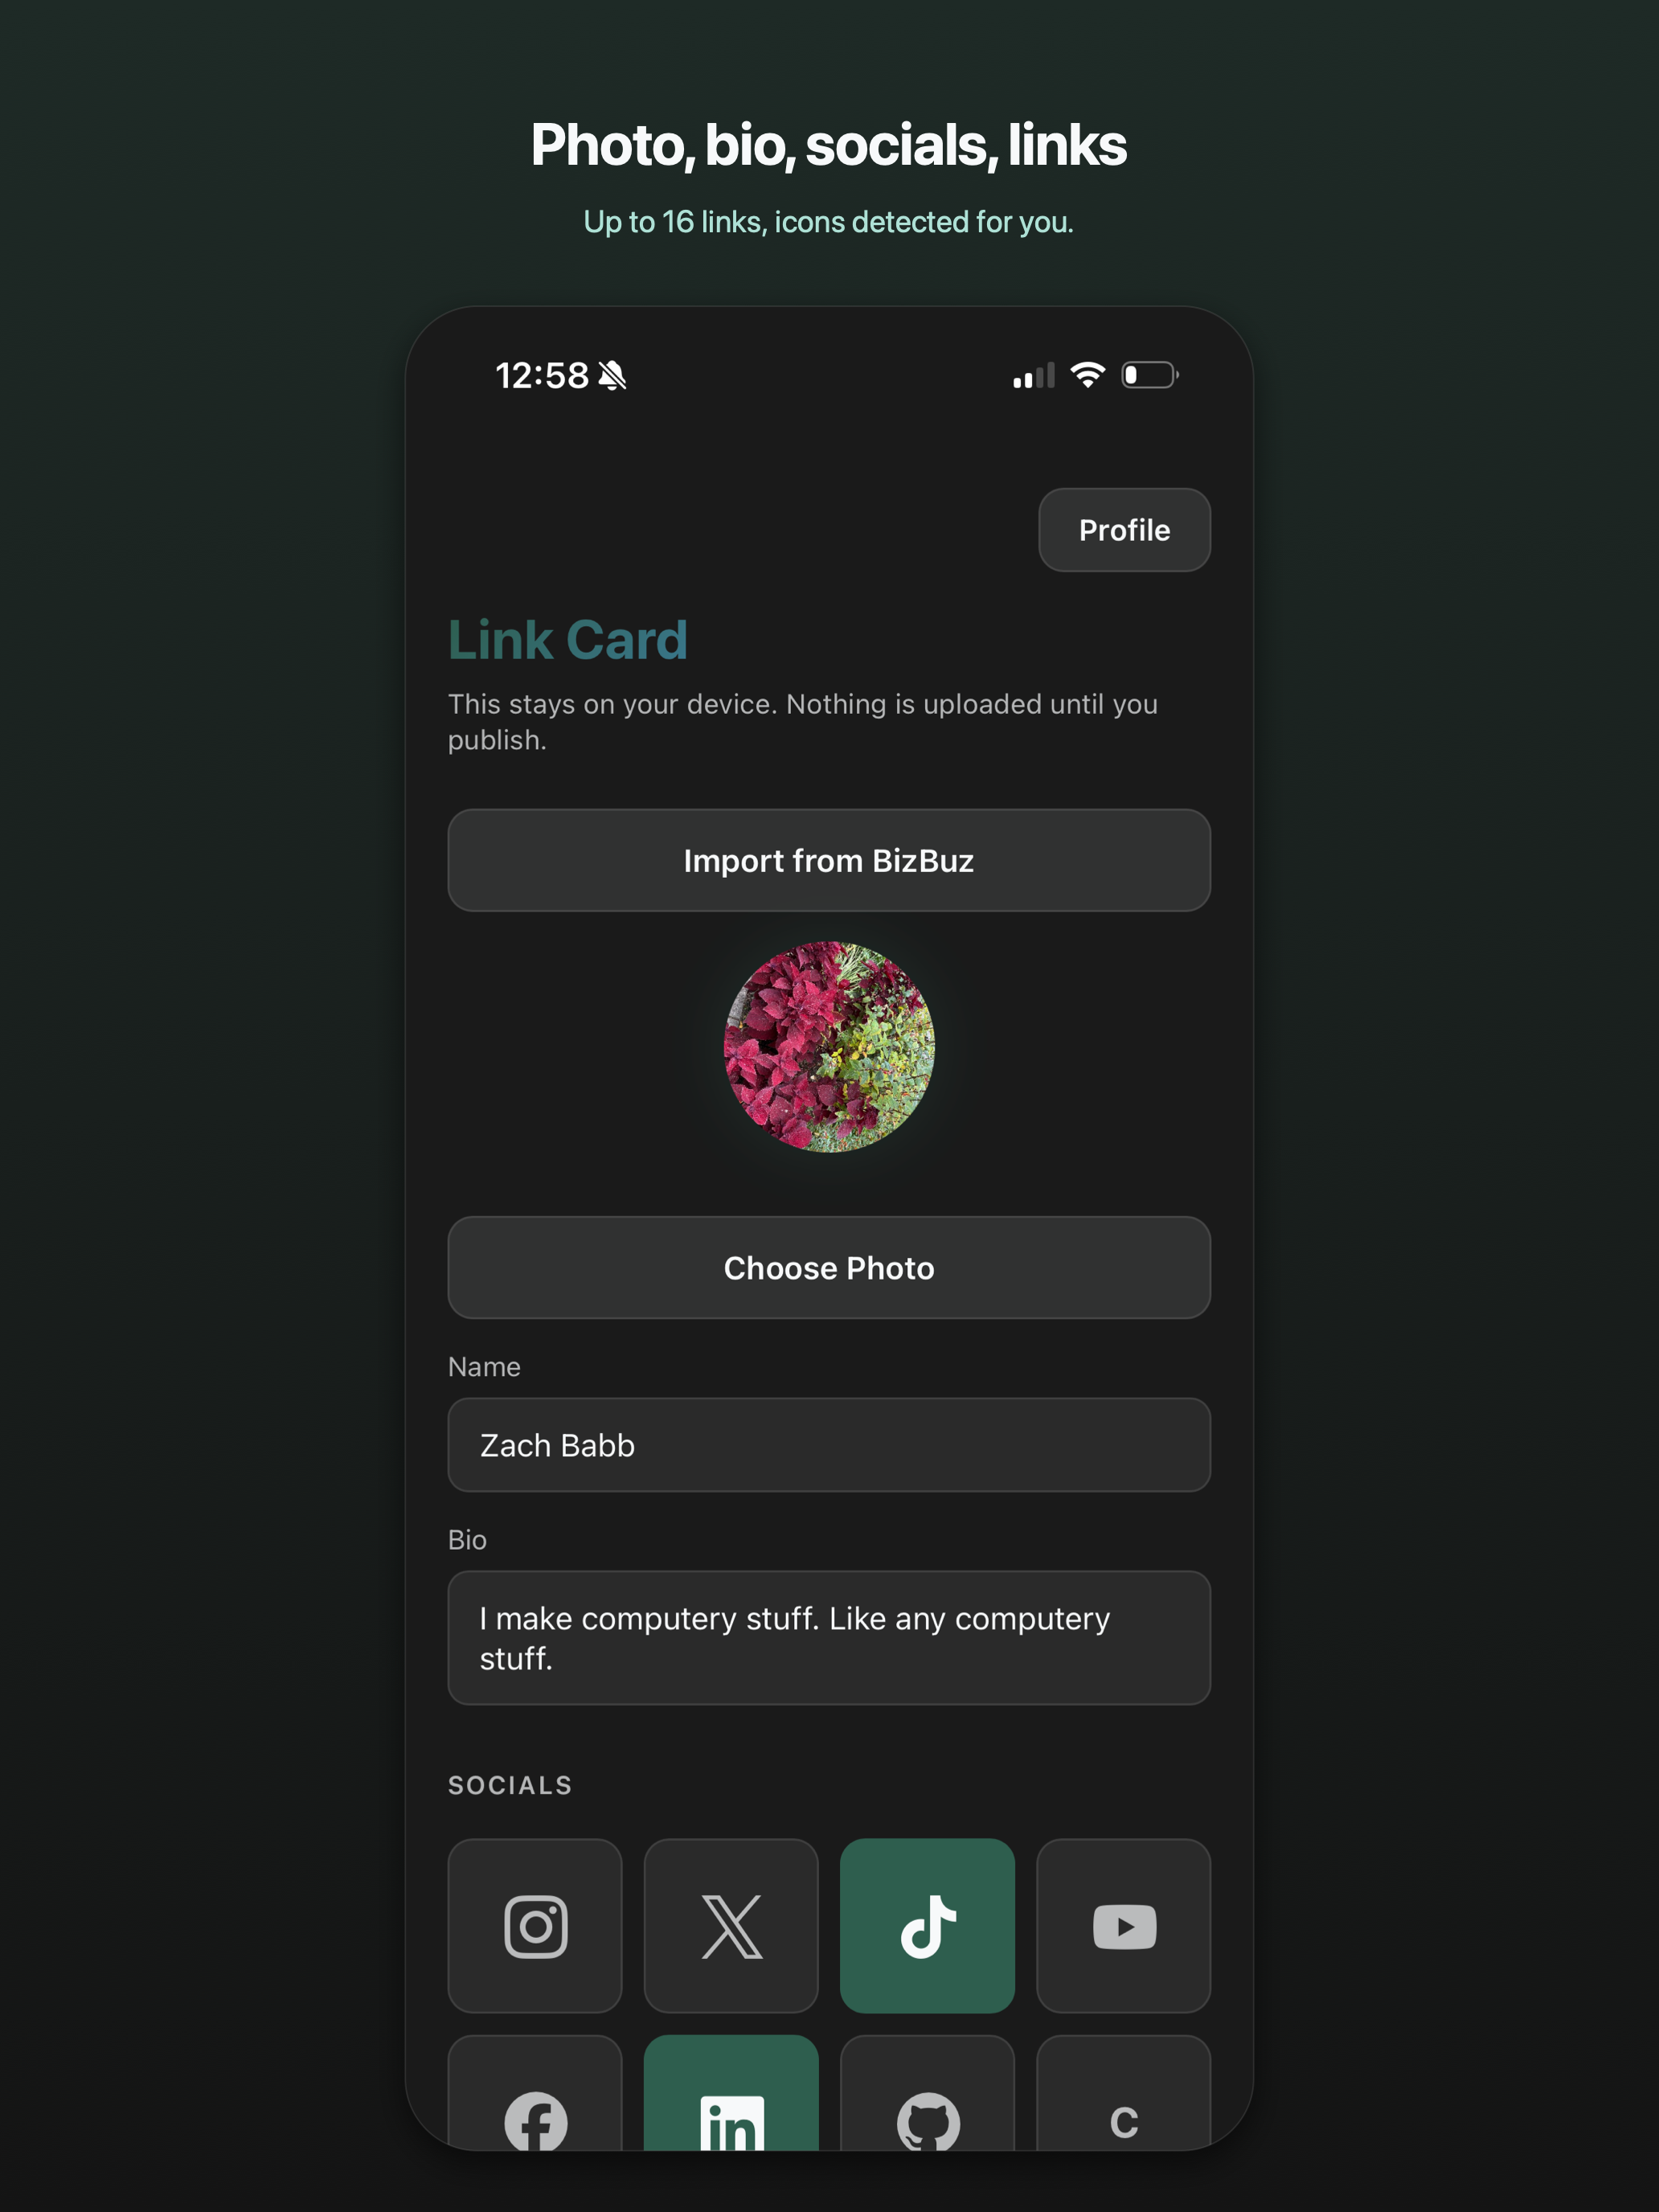 Photo, bio, socials, links
Up to 16 links, icons detected for you.
12:58
Profile
Link Card
This stays on your device. Nothing is uploaded until you
publish.
Import from BizBuz
Choose Photo
Name
Zach Babb
Bio
I make computery stuff. Like any computery
stuff.
SOCIALS
in
C